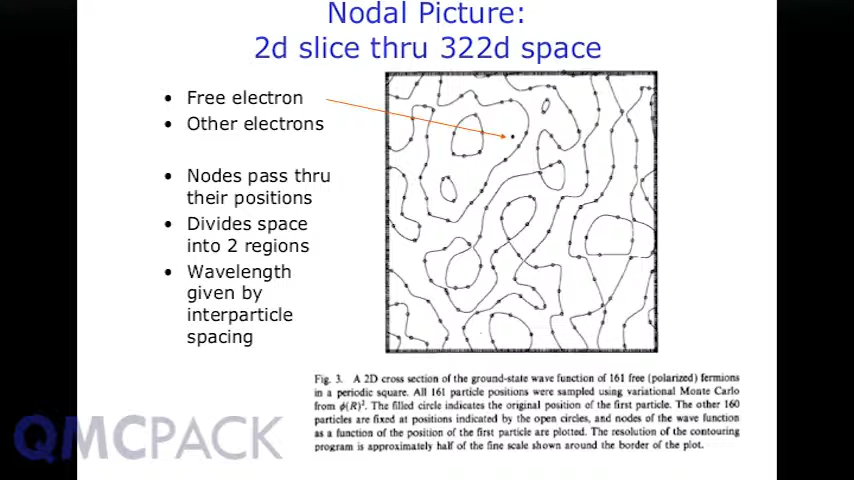 Nodal Picture:
2d slice thru 322d space
• Free electron
• Other electrons
• Nodes pass thru
their positions
• Divides space
into 2 regions
• Wavelength
given by
interparticle
spacing
Fig. 3. A 2D cross section of the ground-state wave function of 161 free (polarized) fermions
in a periodic square. All 161 particle positions were sampled using variational Monte Carlo
from ϕ(R)². The filled circle indicates the original position of the first particle. The other 160
particles are fixed at positions indicated by the open circles, and nodes of the wave function
as a function of the position of the first particle are plotted. The resolution of the contouring
program is approximately half of the fine scale shown around the border of the plot.
QMCPACK